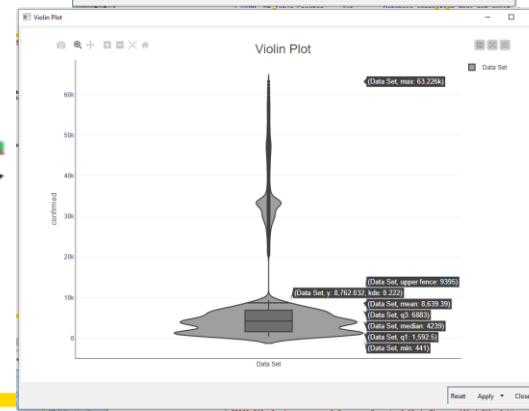 Violin Plot
Violin Plot
Data Set
(Data Set, max: 63.226k)
60k
50k
40k
30k
20k
10k
0
confirmed
(Data Set, upper fence: 9395)
(Data Set, y: 8,762.032, kde: 0.222)
(Data Set, mean: 8,639.39)
(Data Set, q3: 6883)
(Data Set, median: 4239)
(Data Set, q1: 1,592.5)
(Data Set, min: 441)
Data Set
Reset Apply Close